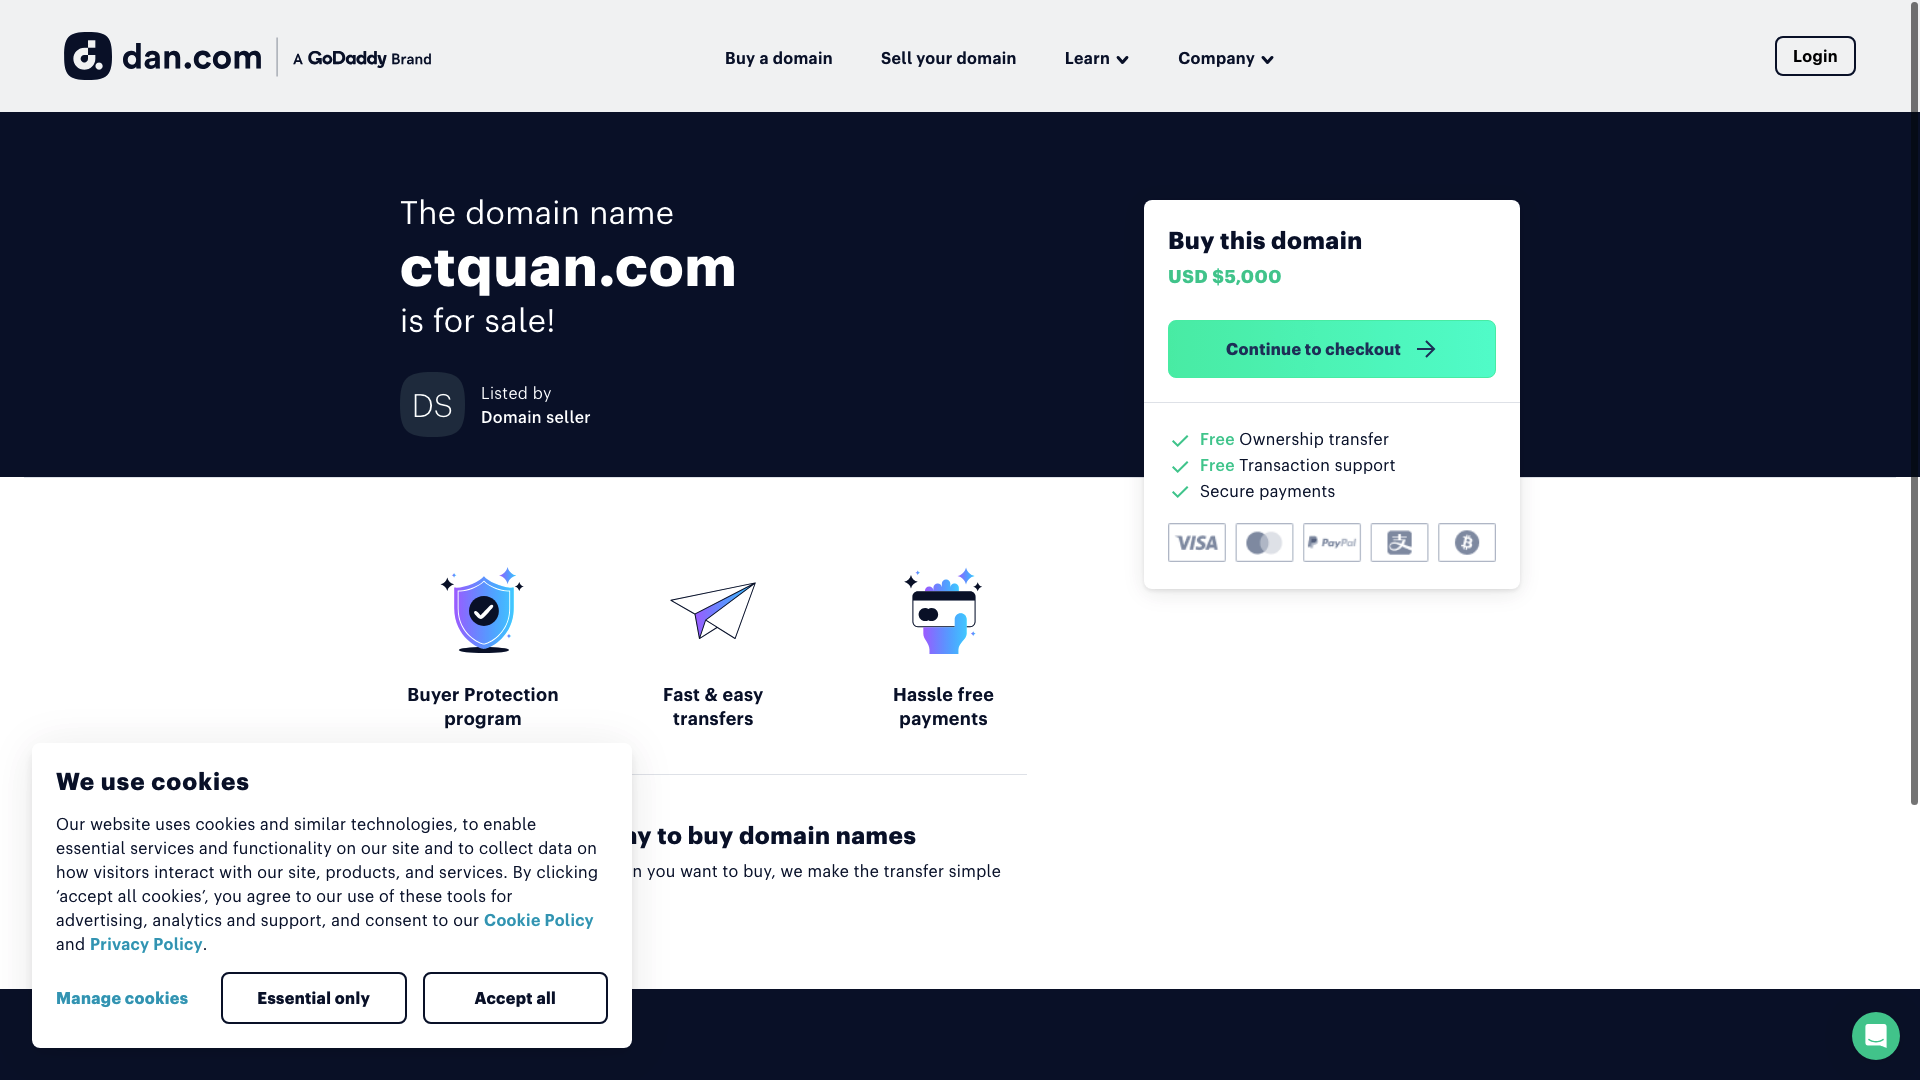 dan.com
A GoDaddy Brand
Buy a domain
Sell your domain
Learn
Company
Login
The domain name
ctquan.com
is for sale!
DS
Listed by
Domain seller
Buy this domain
USD $5,000
Continue to checkout
Free Ownership transfer
Free Transaction support
Secure payments
VISA
PayPal
支
Buyer Protection
program
Fast & easy
transfers
Hassle free
payments
to buy domain names
you want to buy, we make the transfer simple
We use cookies
Our website uses cookies and similar technologies, to enable
essential services and functionality on our site and to collect data on
how visitors interact with our site, products, and services. By clicking
‘accept all cookies’, you agree to our use of these tools for
advertising, analytics and support, and consent to our Cookie Policy
and Privacy Policy.
Manage cookies
Essential only
Accept all